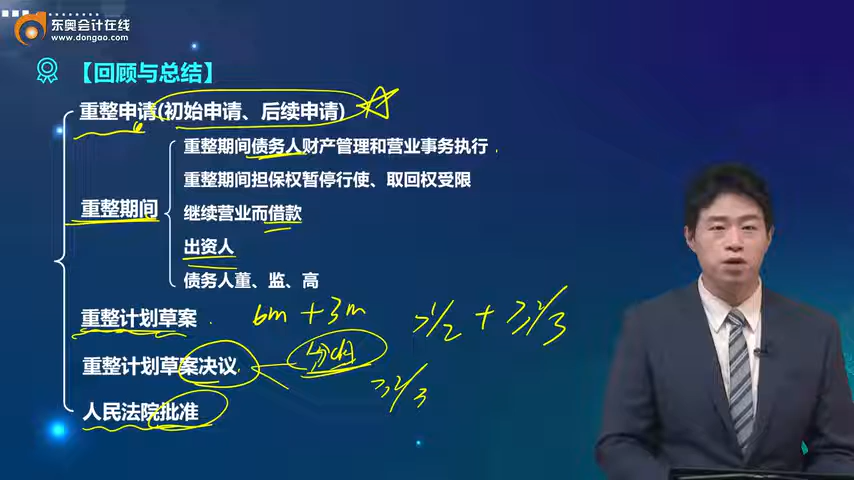 东奥会计在线
www.dongao.com
【回顾与总结】
重整申请(初始申请、后续申请)
重整期间债务人财产管理和营业事务执行
重整期间担保权暂停行使、取回权受限
重整期间
继续营业而借款
出资人
债务人董、监、高
重整计划草案 6m + 3m >1/2 + ≥2/3
重整计划草案决议 分组
≥2/3
人民法院批准